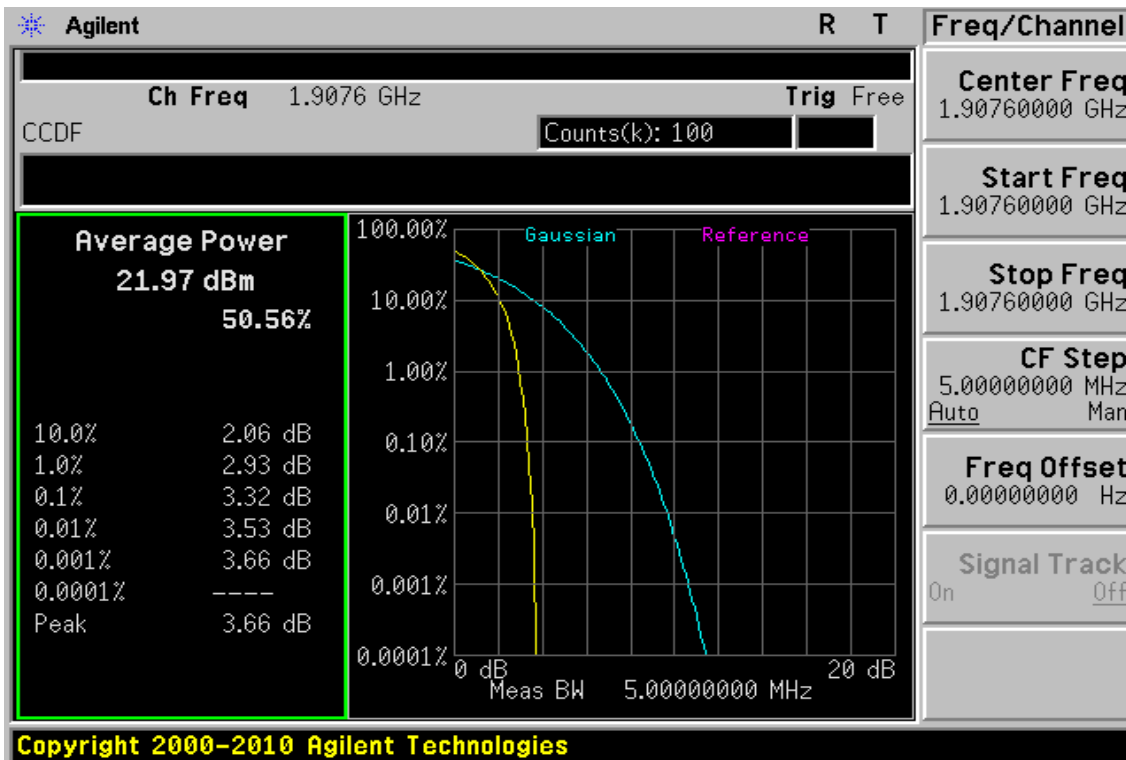 Agilent
R T
Ch Freq 1.9076 GHz
Trig Free
CCDF
Counts(k): 100
Average Power
21.97 dBm
50.56%
10.0% 2.06 dB
1.0% 2.93 dB
0.1% 3.32 dB
0.01% 3.53 dB
0.001% 3.66 dB
0.0001% ----
Peak 3.66 dB
Gaussian
Reference
100.00%
10.00%
1.00%
0.10%
0.01%
0.001%
0.0001%
0 dB
20 dB
Meas BW 5.00000000 MHz
Freq/Channel
Center Freq
1.90760000 GHz
Start Freq
1.90760000 GHz
Stop Freq
1.90760000 GHz
CF Step
5.00000000 MHz
Auto Man
Freq Offset
0.00000000 Hz
Signal Track
On Off
Copyright 2000-2010 Agilent Technologies